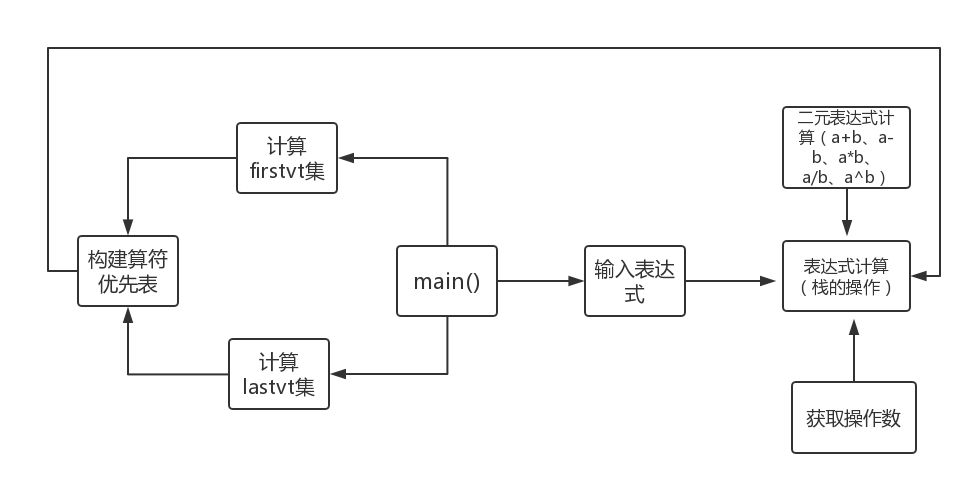 二元表达式计
算（a+b、a-
b、a*b、
a/b、a^b）
计算
firstvt集
构建算符
优先表
main()
输入表达
式
表达式计算
（栈的操作）
计算
lastvt集
获取操作数